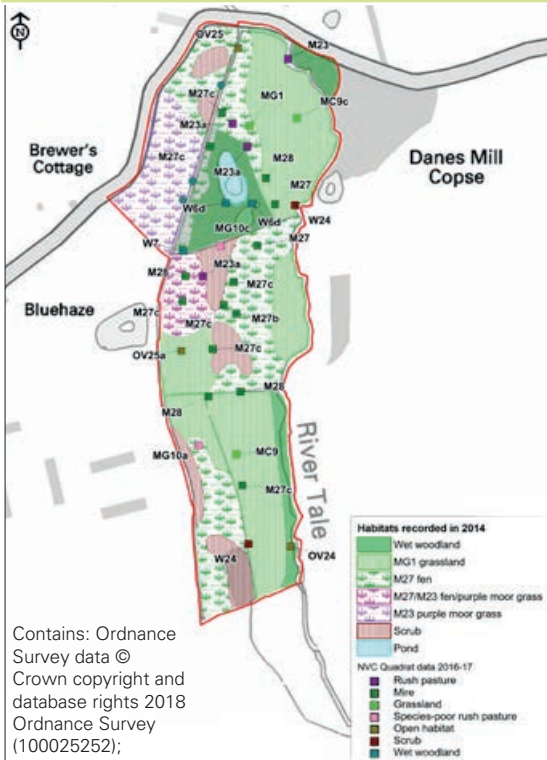 N
OV25
M23
M27c
MG1
MC9c
M23a
Brewer's
Cottage
M27c
M28
Danes Mill
Copse
M23a
M27
W6d
W6d
W24
MG10c
M27
W7
M28
M23a
M27c
Bluehaze
M27c
M27c
M27b
M27c
OV25a
M28
M28
River Tale
MG10a
MC9
M27c
W24
OV24
Habitats recorded in 2014
Wet woodland
MG1 grassland
M27 fen
M27/M23 fen/purple moor grass
M23 purple moor grass
Scrub
Pond
NVC Quadrat data 2016-17
Rush pasture
Mire
Grassland
Species-poor rush pasture
Open habitat
Scrub
Wet woodland
Contains: Ordnance
Survey data ©
Crown copyright and
database rights 2018
Ordnance Survey
(100025252);